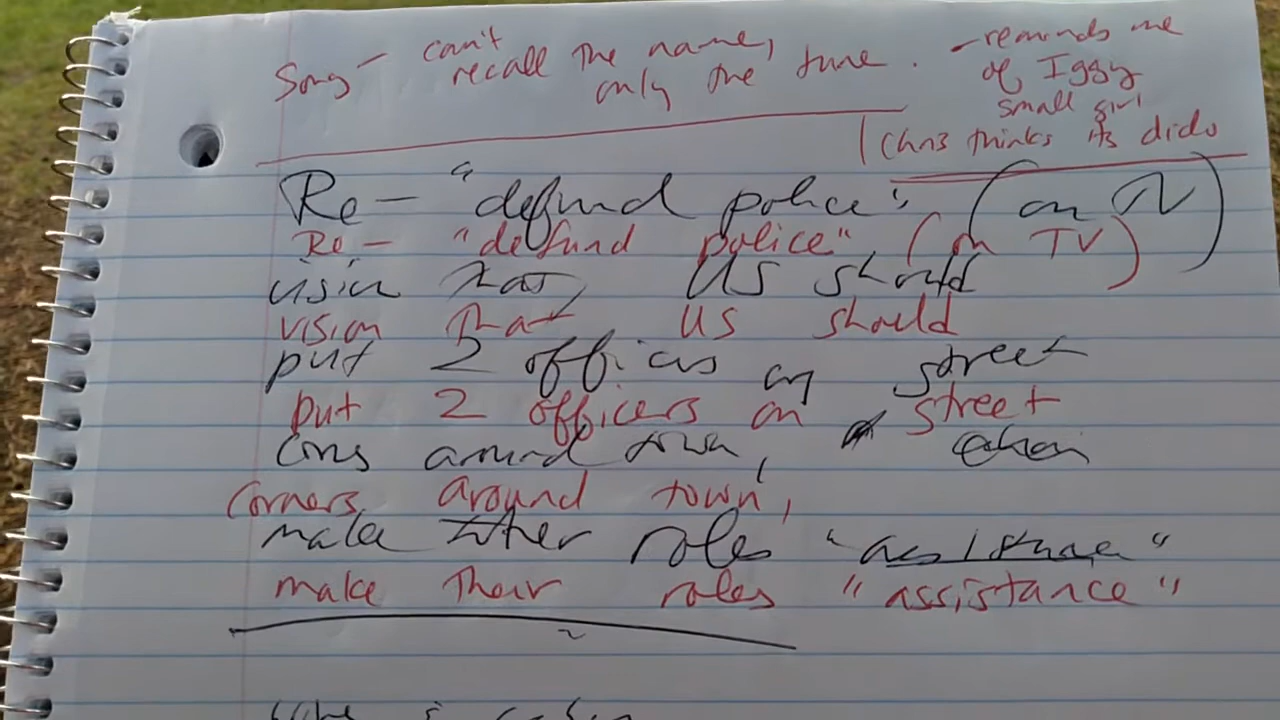 Song - can't recall the name, only the tune.
- reminds me of Iggy
small girl
Chris thinks its dido
Re - "defund police" (on TV)
Re - "defund police" (on TV)
vision that US should
vision that US should
put 2 officers on street
put 2 officers on street
around town,
corners around town,
make their roles "assistance"
make their roles "assistance"